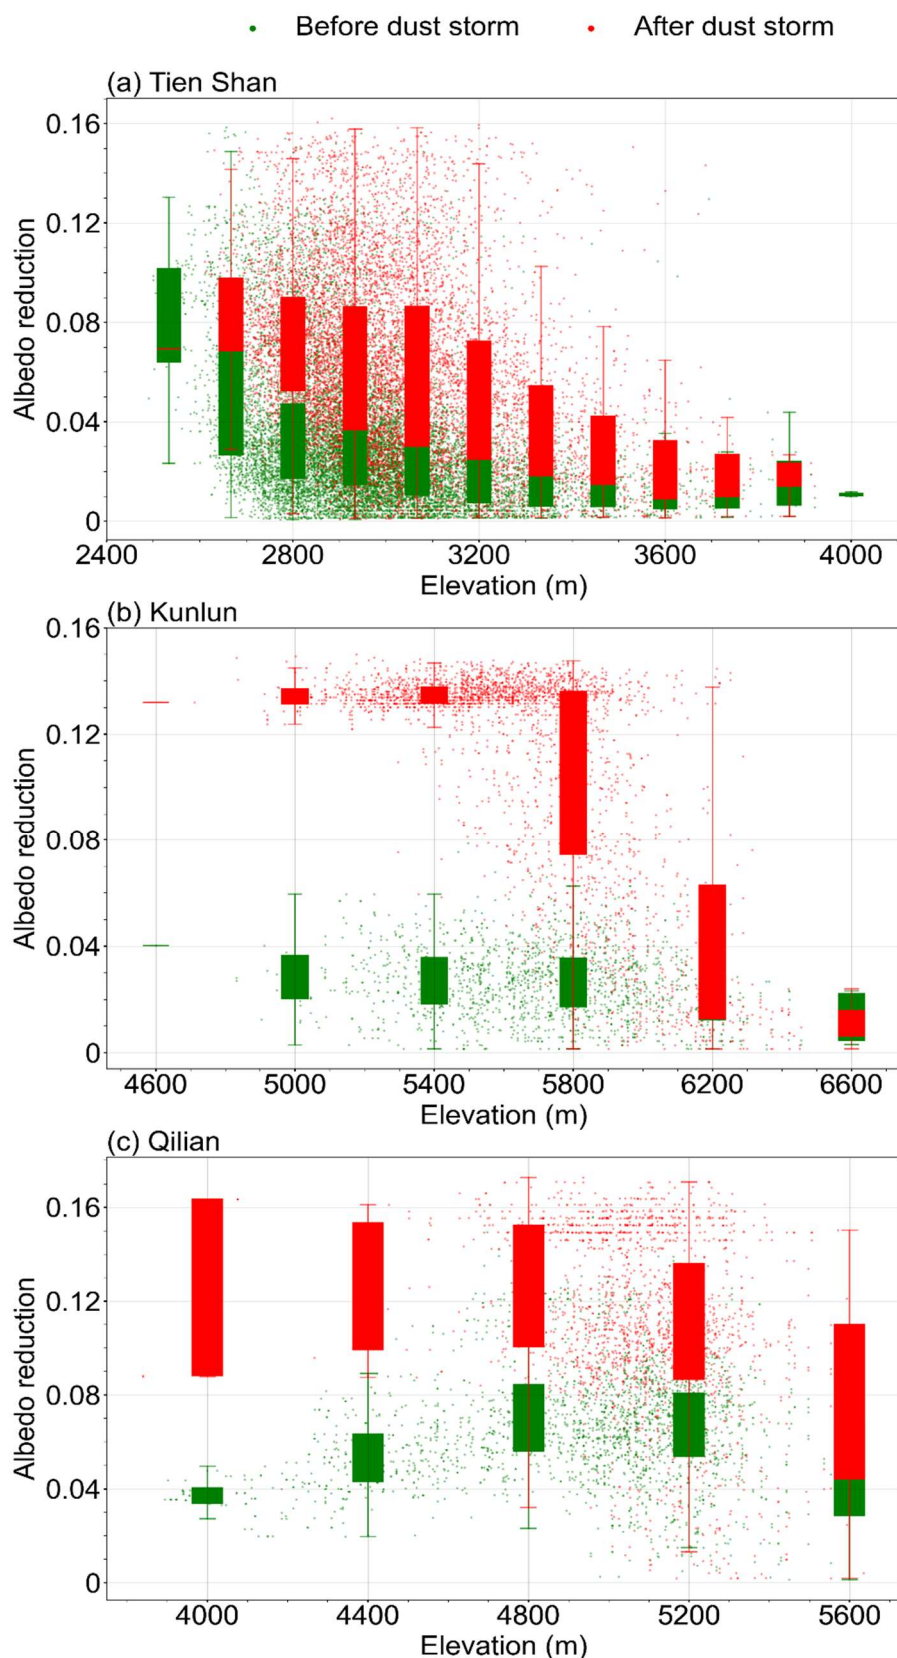 Before dust storm After dust storm
(a) Tien Shan
0.16
0.12
0.08
0.04
0
Albedo reduction
2400 2800 3200 3600 4000
Elevation (m)
(b) Kunlun
0.16
0.12
0.08
0.04
0
Albedo reduction
4600 5000 5400 5800 6200 6600
Elevation (m)
(c) Qilian
0.16
0.12
0.08
0.04
0
Albedo reduction
4000 4400 4800 5200 5600
Elevation (m)